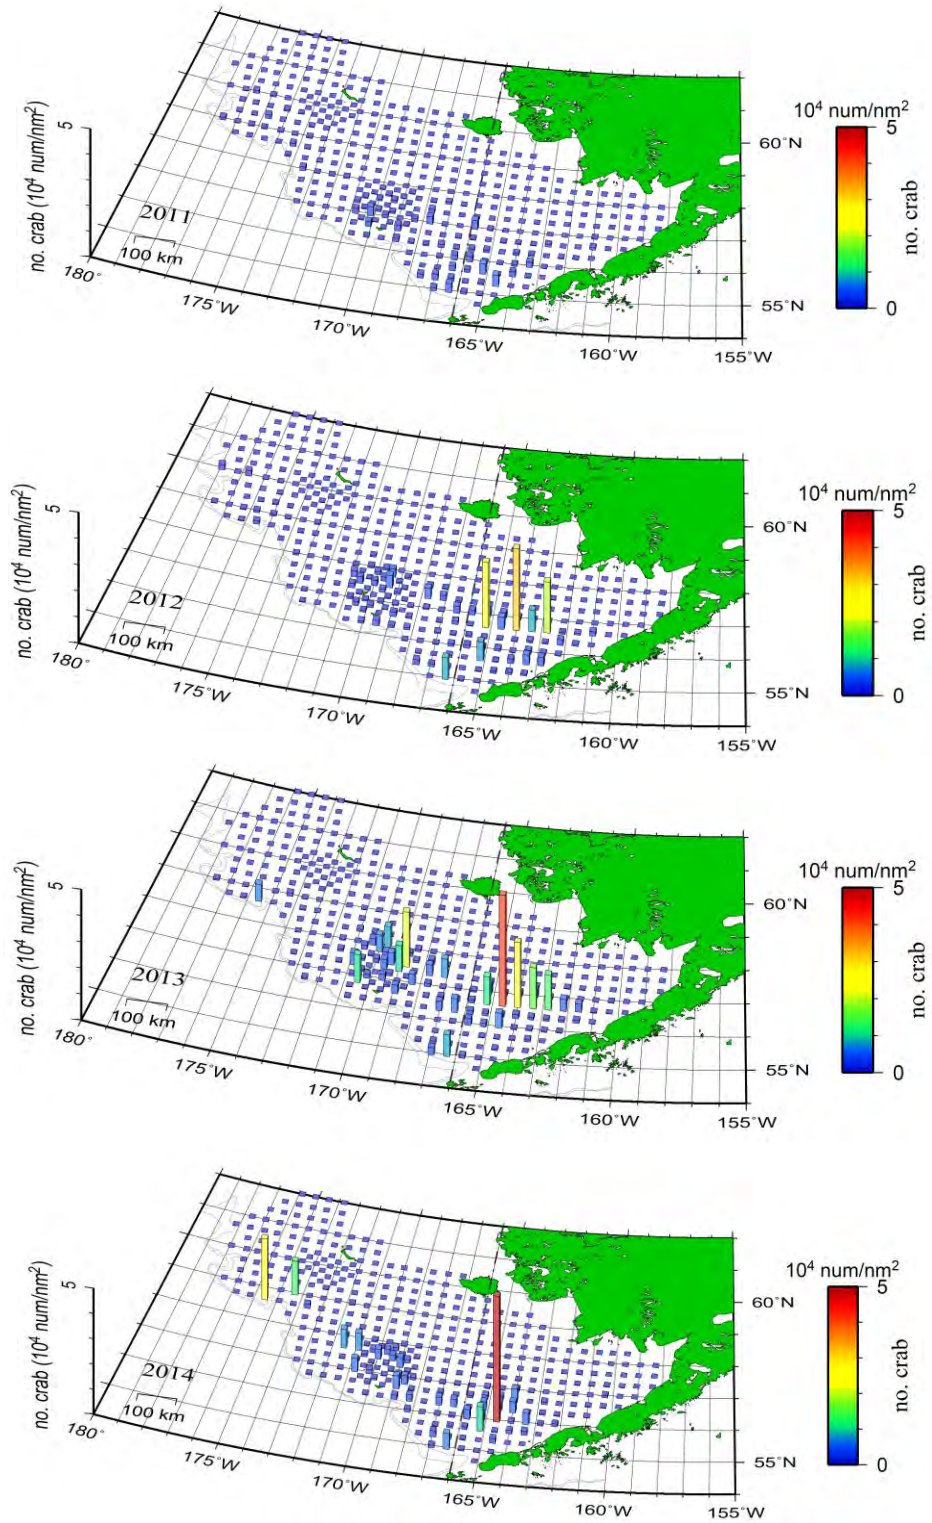 no. crab (10⁴ num/nm²)
5
2011
100 km
180°
175°W
170°W
165°W
160°W
155°W
60°N
55°N
10⁴ num/nm²
5
0
no. crab
no. crab (10⁴ num/nm²)
5
2012
100 km
180°
175°W
170°W
165°W
160°W
155°W
60°N
55°N
10⁴ num/nm²
5
0
no. crab
no. crab (10⁴ num/nm²)
5
2013
100 km
180°
175°W
170°W
165°W
160°W
155°W
60°N
55°N
10⁴ num/nm²
5
0
no. crab
no. crab (10⁴ num/nm²)
5
2014
100 km
180°
175°W
170°W
165°W
160°W
155°W
60°N
55°N
10⁴ num/nm²
5
0
no. crab